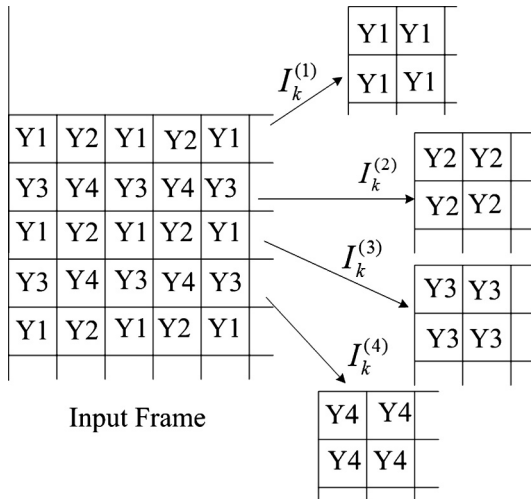 Y1 Y1
Y1 Y1
I_k^{(1)}
Y1 Y2 Y1 Y2 Y1
Y3 Y4 Y3 Y4 Y3
Y1 Y2 Y1 Y2 Y1
Y3 Y4 Y3 Y4 Y3
Y1 Y2 Y1 Y2 Y1
Input Frame
I_k^{(2)}
Y2 Y2
Y2 Y2
I_k^{(3)}
Y3 Y3
Y3 Y3
I_k^{(4)}
Y4 Y4
Y4 Y4